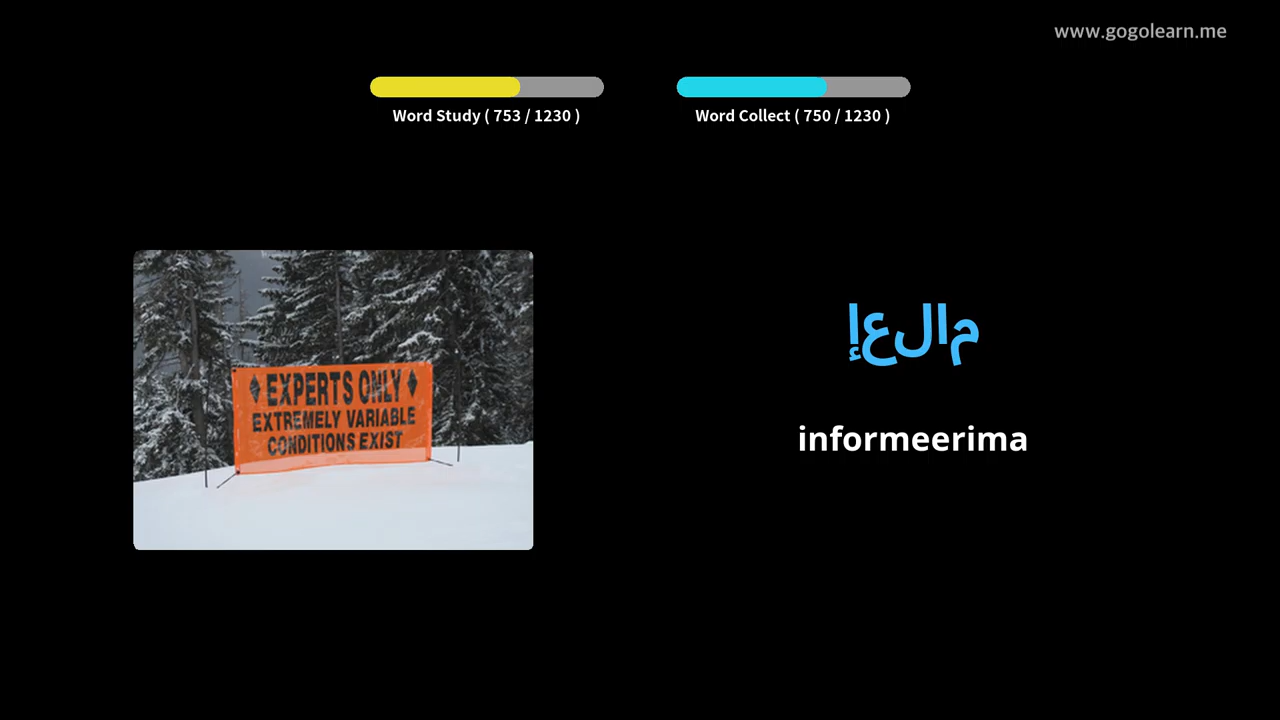 www.gogolearn.me
Word Study ( 753 / 1230 )
Word Collect ( 750 / 1230 )
◆ EXPERTS ONLY ◆
EXTREMELY VARIABLE
CONDITIONS EXIST
إعلام
informeerima